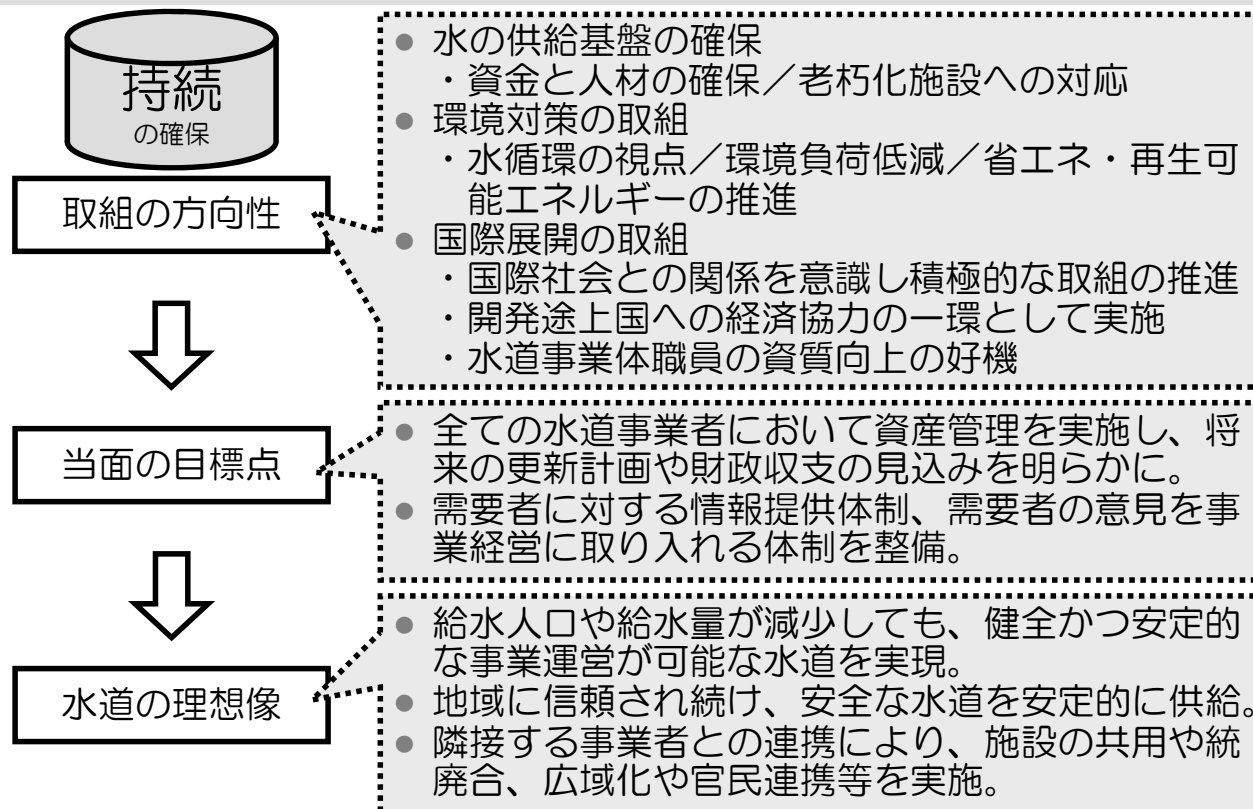 持続
の確保
取組の方向性
● 水の供給基盤の確保
・資金と人材の確保／老朽化施設への対応
● 環境対策の取組
・水循環の視点／環境負荷低減／省エネ・再生可
能エネルギーの推進
● 国際展開の取組
・国際社会との関係を意識し積極的な取組の推進
・開発途上国への経済協力の一環として実施
・水道事業体職員の資質向上の好機
当面の目標点
● 全ての水道事業者において資産管理を実施し、将
来の更新計画や財政収支の見込みを明らかに。
● 需要者に対する情報提供体制、需要者の意見を事
業経営に取り入れる体制を整備。
水道の理想像
● 給水人口や給水量が減少しても、健全かつ安定的
な事業運営が可能な水道を実現。
● 地域に信頼され続け、安全な水道を安定的に供給。
● 隣接する事業者との連携により、施設の共用や統
廃合、広域化や官民連携等を実施。